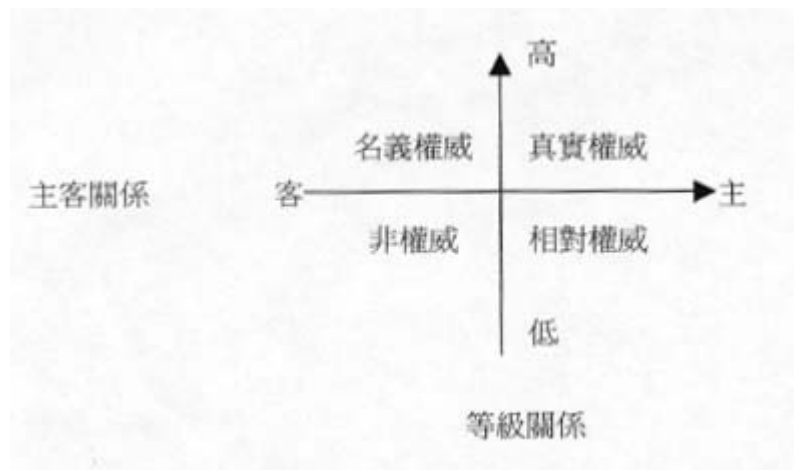 高
名義權威 真實權威
主客關係 客 主
非權威 相對權威
低
等級關係